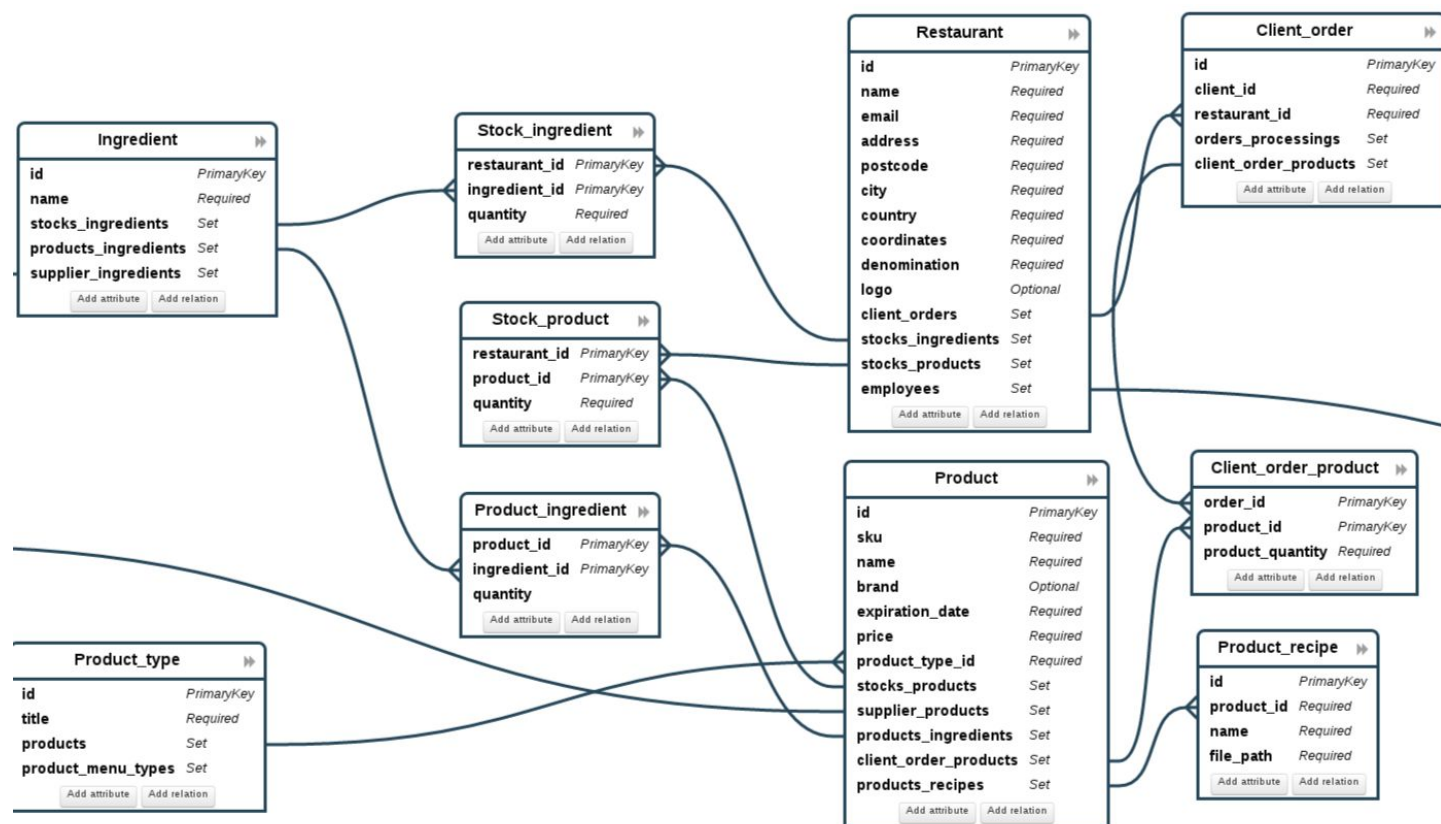 Ingredient
id PrimaryKey
name Required
stocks_ingredients Set
products_ingredients Set
supplier_ingredients Set
Add attribute Add relation
Stock_ingredient
restaurant_id PrimaryKey
ingredient_id PrimaryKey
quantity Required
Add attribute Add relation
Stock_product
restaurant_id PrimaryKey
product_id PrimaryKey
quantity Required
Add attribute Add relation
Product_ingredient
product_id PrimaryKey
ingredient_id PrimaryKey
quantity
Add attribute Add relation
Product_type
id PrimaryKey
title Required
products Set
product_menu_types Set
Add attribute Add relation
Restaurant
id PrimaryKey
name Required
email Required
address Required
postcode Required
city Required
country Required
coordinates Required
denomination Required
logo Optional
client_orders Set
stocks_ingredients Set
stocks_products Set
employees Set
Add attribute Add relation
Product
id PrimaryKey
sku Required
name Required
brand Optional
expiration_date Required
price Required
product_type_id Required
stocks_products Set
supplier_products Set
products_ingredients Set
client_order_products Set
products_recipes Set
Add attribute Add relation
Client_order
id PrimaryKey
client_id Required
restaurant_id Required
orders_processings Set
client_order_products Set
Add attribute Add relation
Client_order_product
order_id PrimaryKey
product_id PrimaryKey
product_quantity Required
Add attribute Add relation
Product_recipe
id PrimaryKey
product_id Required
name Required
file_path Required
Add attribute Add relation